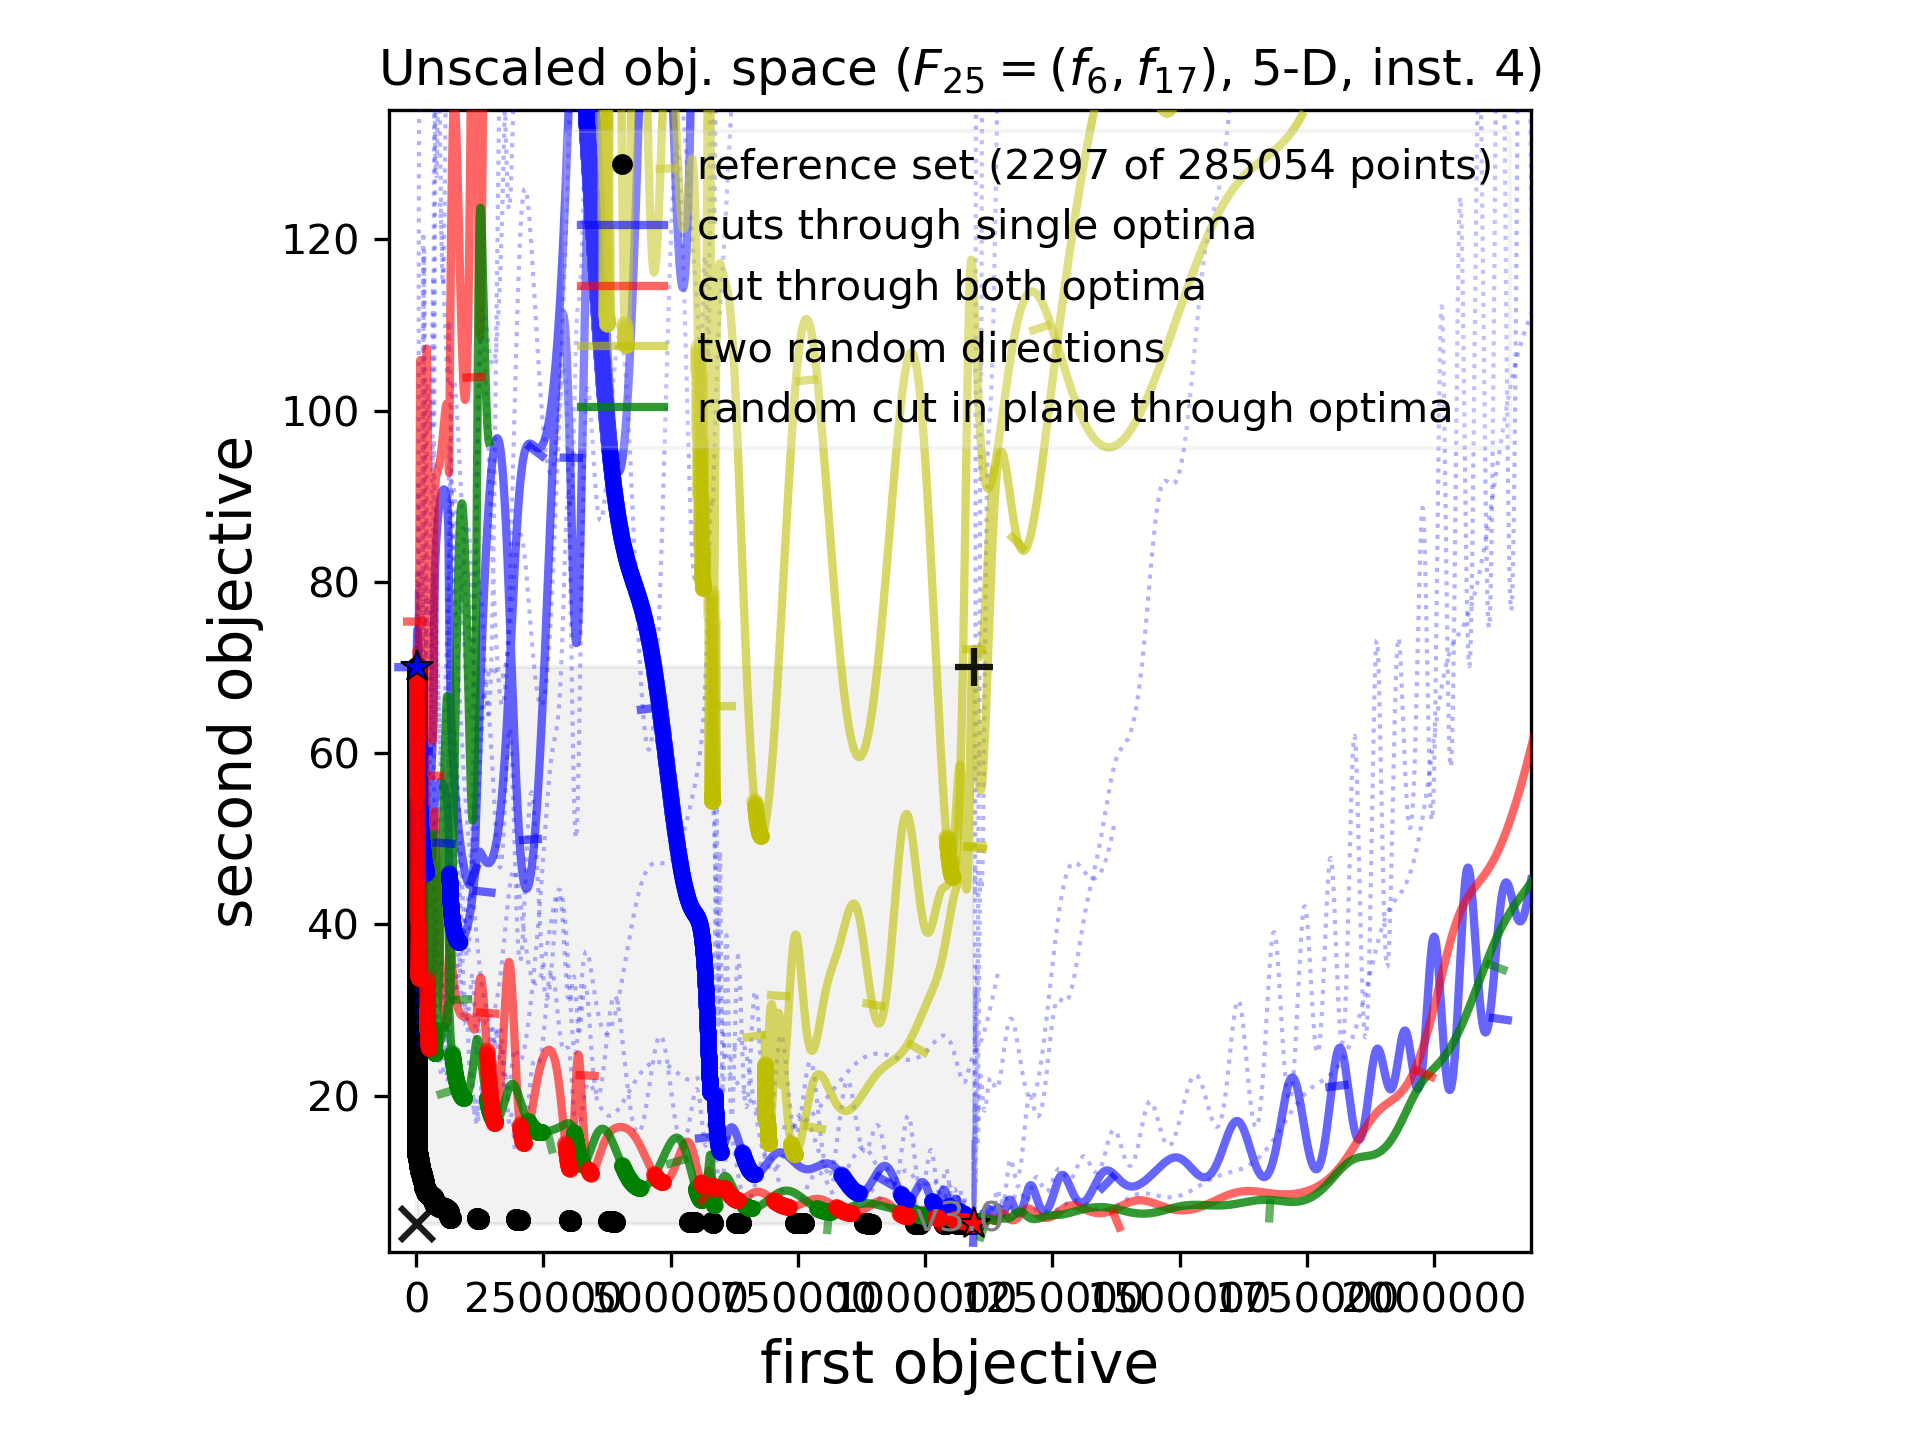 Unscaled obj. space (F₂₅ = (f₆, f₁₇), 5-D, inst. 4)
reference set (2297 of 285054 points)
cuts through single optima
cut through both optima
two random directions
random cut in plane through optima
120
100
80
60
40
20
second objective
v3.0
0 250000 500000 750000 1000000 1250000 1500000 1750000 2000000
first objective